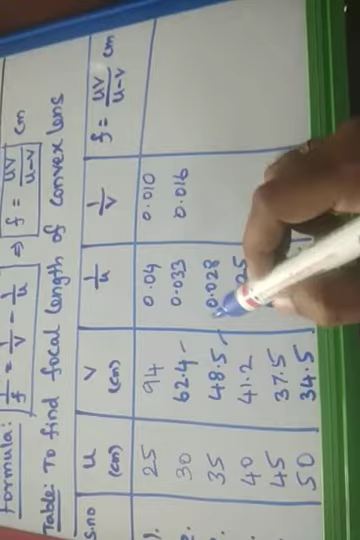 Formula: 1/f = 1/v - 1/u ⇒ f = uv/u-v cm
Table: To find focal length of convex lens
S.no u (cm) v (cm) 1/u 1/v f = uv/u-v cm
25 94 0.04 0.010
30 62.4 0.033 0.016
35 48.5 0.028
40 41.2
45 37.5
50 34.5